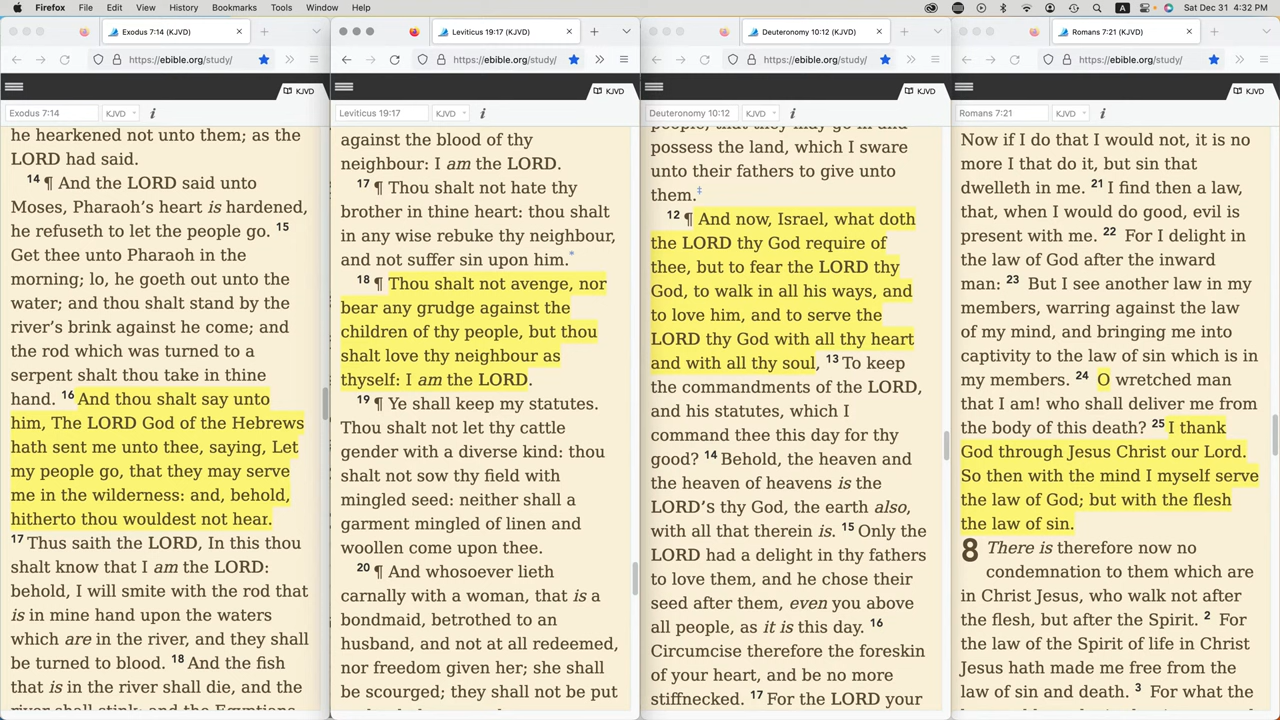 Firefox File Edit View History Bookmarks Tools Window Help
A
Sat Dec 31 4:32 PM
Exodus 7:14 (KJVD)
https://ebible.org/study/
KJVD
Exodus 7:14 KJVD i
he hearkened not unto them; as the
LORD had said.
14 ¶ And the LORD said unto
Moses, Pharaoh’s heart is hardened,
he refuseth to let the people go. 15
Get thee unto Pharaoh in the
morning; lo, he goeth out unto the
water; and thou shalt stand by the
river’s brink against he come; and
the rod which was turned to a
serpent shalt thou take in thine
hand. 16 And thou shalt say unto
him, The LORD God of the Hebrews
hath sent me unto thee, saying, Let
my people go, that they may serve
me in the wilderness: and, behold,
hitherto thou wouldest not hear.
17 Thus saith the LORD, In this thou
shalt know that I am the LORD:
behold, I will smite with the rod that
is in mine hand upon the waters
which are in the river, and they shall
be turned to blood. 18 And the fish
that is in the river shall die, and the
river shall stink; and the Egyptians
Leviticus 19:17 (KJVD)
https://ebible.org/study/
KJVD
Leviticus 19:17 KJVD i
against the blood of thy
neighbour: I am the LORD.
17 ¶ Thou shalt not hate thy
brother in thine heart: thou shalt
in any wise rebuke thy neighbour,
and not suffer sin upon him.*
18 ¶ Thou shalt not avenge, nor
bear any grudge against the
children of thy people, but thou
shalt love thy neighbour as
thyself: I am the LORD.
19 ¶ Ye shall keep my statutes.
Thou shalt not let thy cattle
gender with a diverse kind: thou
shalt not sow thy field with
mingled seed: neither shall a
garment mingled of linen and
woollen come upon thee.
20 ¶ And whosoever lieth
carnally with a woman, that is a
bondmaid, betrothed to an
husband, and not at all redeemed,
nor freedom given her; she shall
be scourged; they shall not be put
Deuteronomy 10:12 (KJVD)
https://ebible.org/study/
KJVD
Deuteronomy 10:12 KJVD i
people, that they may go in and
possess the land, which I sware
unto their fathers to give unto
them.‡
12 ¶ And now, Israel, what doth
the LORD thy God require of
thee, but to fear the LORD thy
God, to walk in all his ways, and
to love him, and to serve the
LORD thy God with all thy heart
and with all thy soul, 13 To keep
the commandments of the LORD,
and his statutes, which I
command thee this day for thy
good? 14 Behold, the heaven and
the heaven of heavens is the
LORD’s thy God, the earth also,
with all that therein is. 15 Only the
LORD had a delight in thy fathers
to love them, and he chose their
seed after them, even you above
all people, as it is this day. 16
Circumcise therefore the foreskin
of your heart, and be no more
stiffnecked. 17 For the LORD your
Romans 7:21 (KJVD)
https://ebible.org/study/
KJVD
Romans 7:21 KJVD i
Now if I do that I would not, it is no
more I that do it, but sin that
dwelleth in me. 21 I find then a law,
that, when I would do good, evil is
present with me. 22 For I delight in
the law of God after the inward
man: 23 But I see another law in my
members, warring against the law
of my mind, and bringing me into
captivity to the law of sin which is in
my members. 24 O wretched man
that I am! who shall deliver me from
the body of this death? 25 I thank
God through Jesus Christ our Lord.
So then with the mind I myself serve
the law of God; but with the flesh
the law of sin.
8 There is therefore now no
condemnation to them which are
in Christ Jesus, who walk not after
the flesh, but after the Spirit. 2 For
the law of the Spirit of life in Christ
Jesus hath made me free from the
law of sin and death. 3 For what the